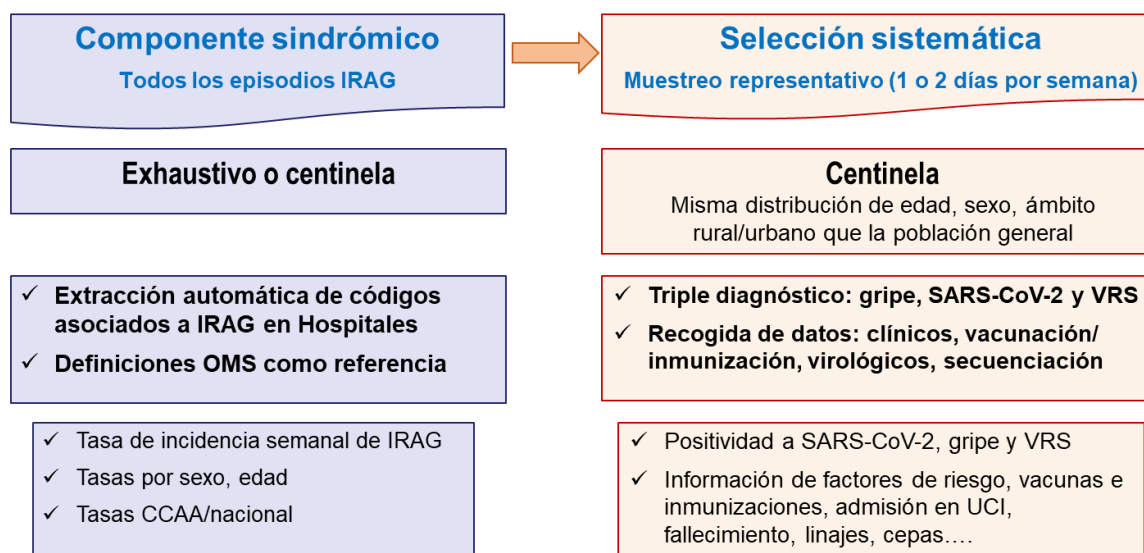 Componente sindrómico
Todos los episodios IRAG
Selección sistemática
Muestreo representativo (1 o 2 días por semana)
Exhaustivo o centinela
Centinela
Misma distribución de edad, sexo, ámbito
rural/urbano que la población general
✓ Extracción automática de códigos
asociados a IRAG en Hospitales
✓ Definiciones OMS como referencia
✓ Triple diagnóstico: gripe, SARS-CoV-2 y VRS
✓ Recogida de datos: clínicos, vacunación/
inmunización, virológicos, secuenciación
✓ Tasa de incidencia semanal de IRAG
✓ Tasas por sexo, edad
✓ Tasas CCAA/nacional
✓ Positividad a SARS-CoV-2, gripe y VRS
✓ Información de factores de riesgo, vacunas e
inmunizaciones, admisión en UCI,
fallecimiento, linajes, cepas….